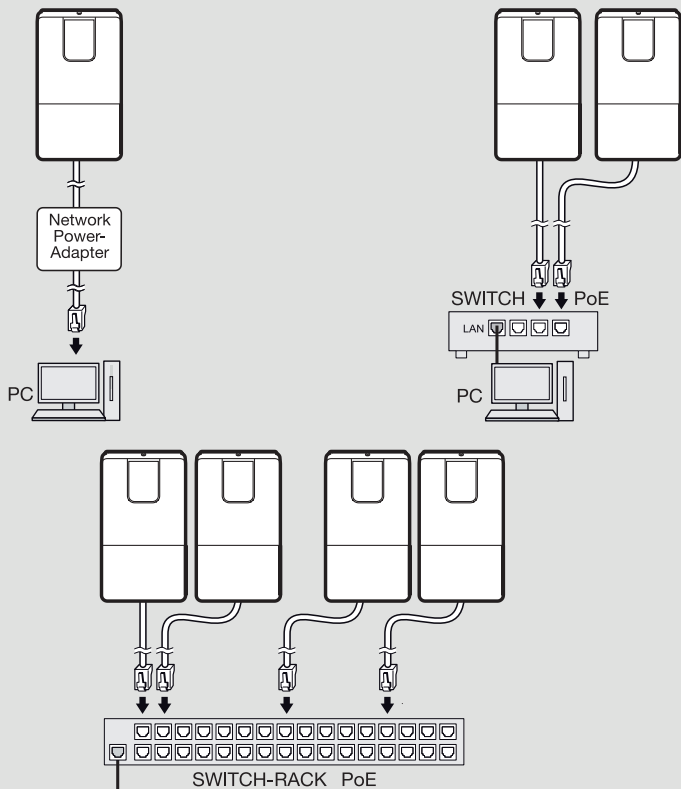 Network
Power-
Adapter
PC
SWITCH PoE
LAN
PC
SWITCH-RACK PoE